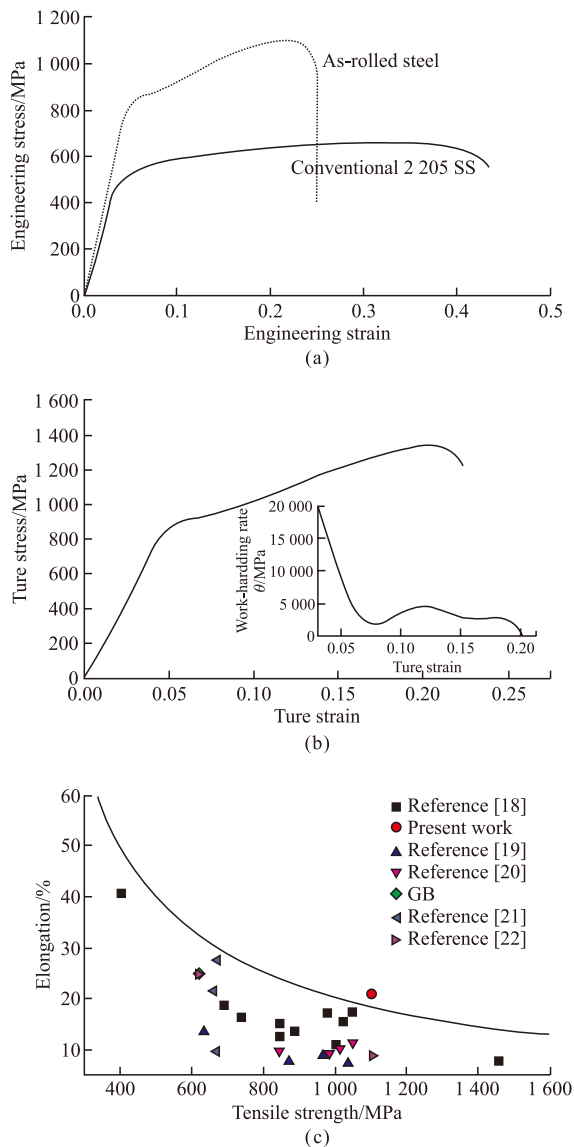 1 200
1 000
800
600
400
200
0
Engineering stress/MPa
As-rolled steel
Conventional 2 205 SS
0.0 0.1 0.2 0.3 0.4 0.5
Engineering strain
(a)
1 600
1 400
1 200
1 000
800
600
400
200
0
Ture stress/MPa
20 000
15 000
10 000
5 000
0
Work-hardding rate
θ/MPa
0.05 0.10 0.15 0.20
Ture strain
0.00 0.05 0.10 0.15 0.20 0.25
Ture strain
(b)
60
50
40
30
20
10
Elongation/%
Reference [18]
Present work
Reference [19]
Reference [20]
GB
Reference [21]
Reference [22]
400 600 800 1 000 1 200 1 400 1 600
Tensile strength/MPa
(c)